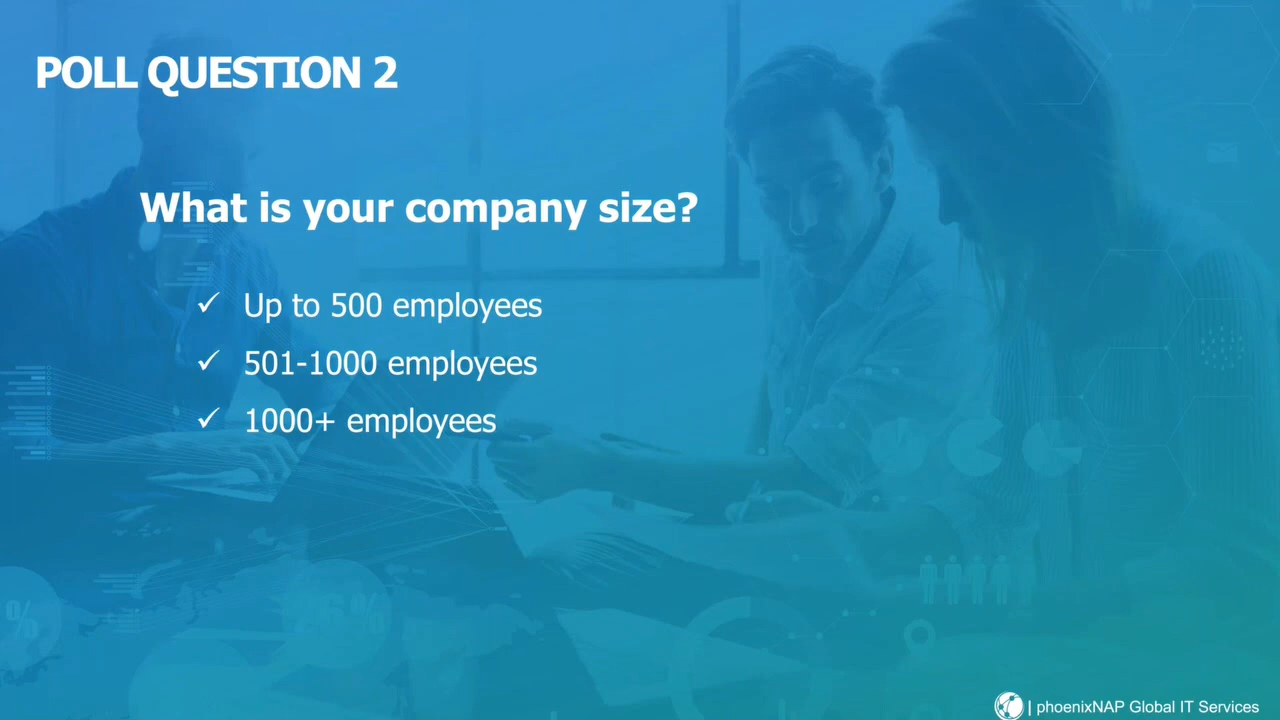 POLL QUESTION 2
What is your company size?
✓ Up to 500 employees
✓ 501-1000 employees
✓ 1000+ employees
%
26%
| phoenixNAP Global IT Services